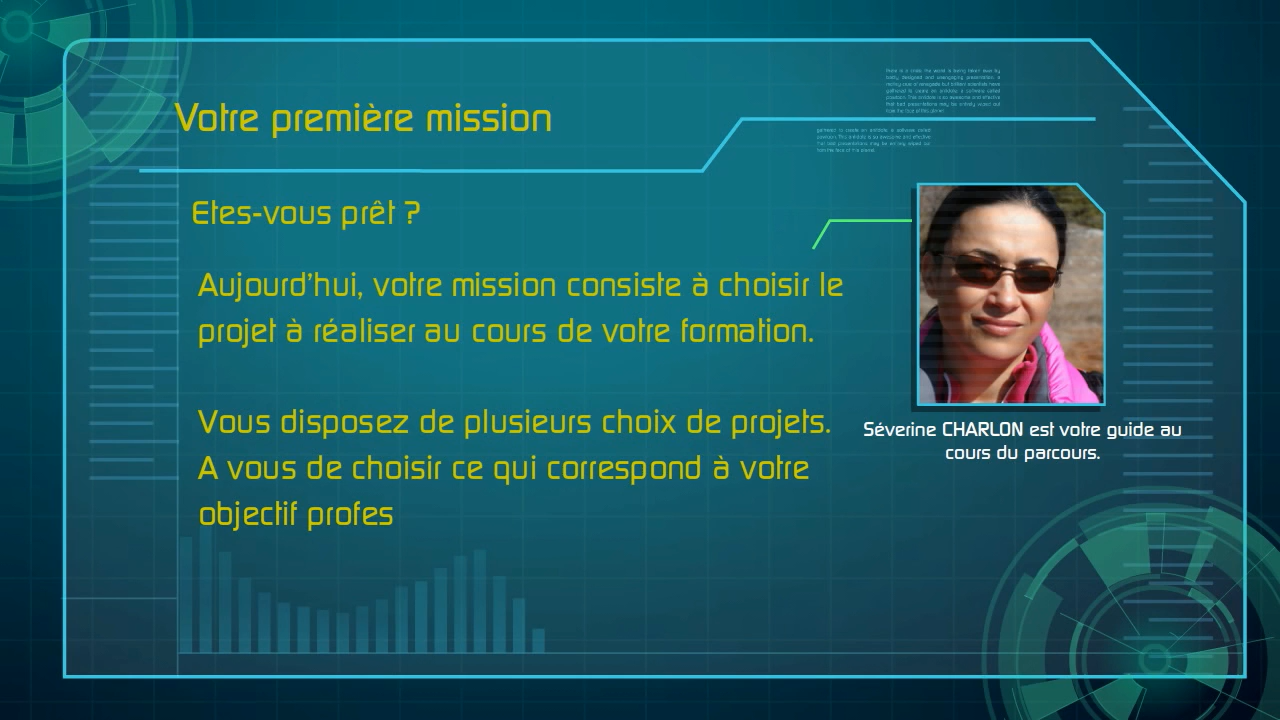 Votre première mission
Etes-vous prêt ?
Aujourd’hui, votre mission consiste à choisir le
projet à réaliser au cours de votre formation.
Vous disposez de plusieurs choix de projets.
A vous de choisir ce qui correspond à votre
objectif profes
Séverine CHARLON est votre guide au
cours du parcours.